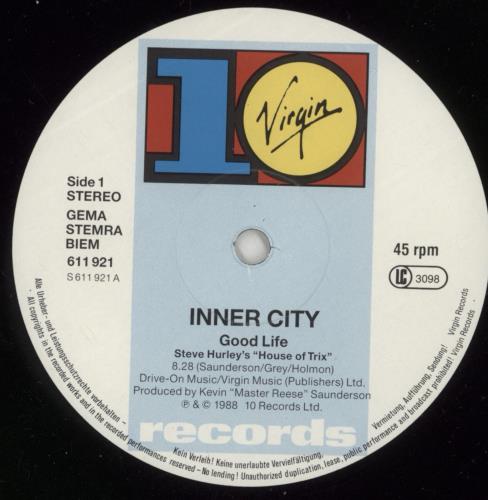 10
Virgin
Side 1
STEREO
GEMA
STEMRA
BIEM
611 921
S 611 921 A
45 rpm
LC 3098
INNER CITY
Good Life
Steve Hurley's "House of Trix"
8.28 (Saunderson/Grey/Holmon)
Drive-On Music/Virgin Music (Publishers) Ltd.
Produced by Kevin "Master Reese" Saunderson
℗ & © 1988 10 Records Ltd.
records
Alle Urheber- und Leistungsschutzrechte vorbehalten - Kein Verleih! Keine unerlaubte Vervielfältigung, Vermietung, Aufführung, Sendung! Virgin Records
· All copyrights in the recorded works and in the recorded performances reserved – No lending! Unauthorized duplication, lease, public performance and broadcast prohibited! Virgin Records ·